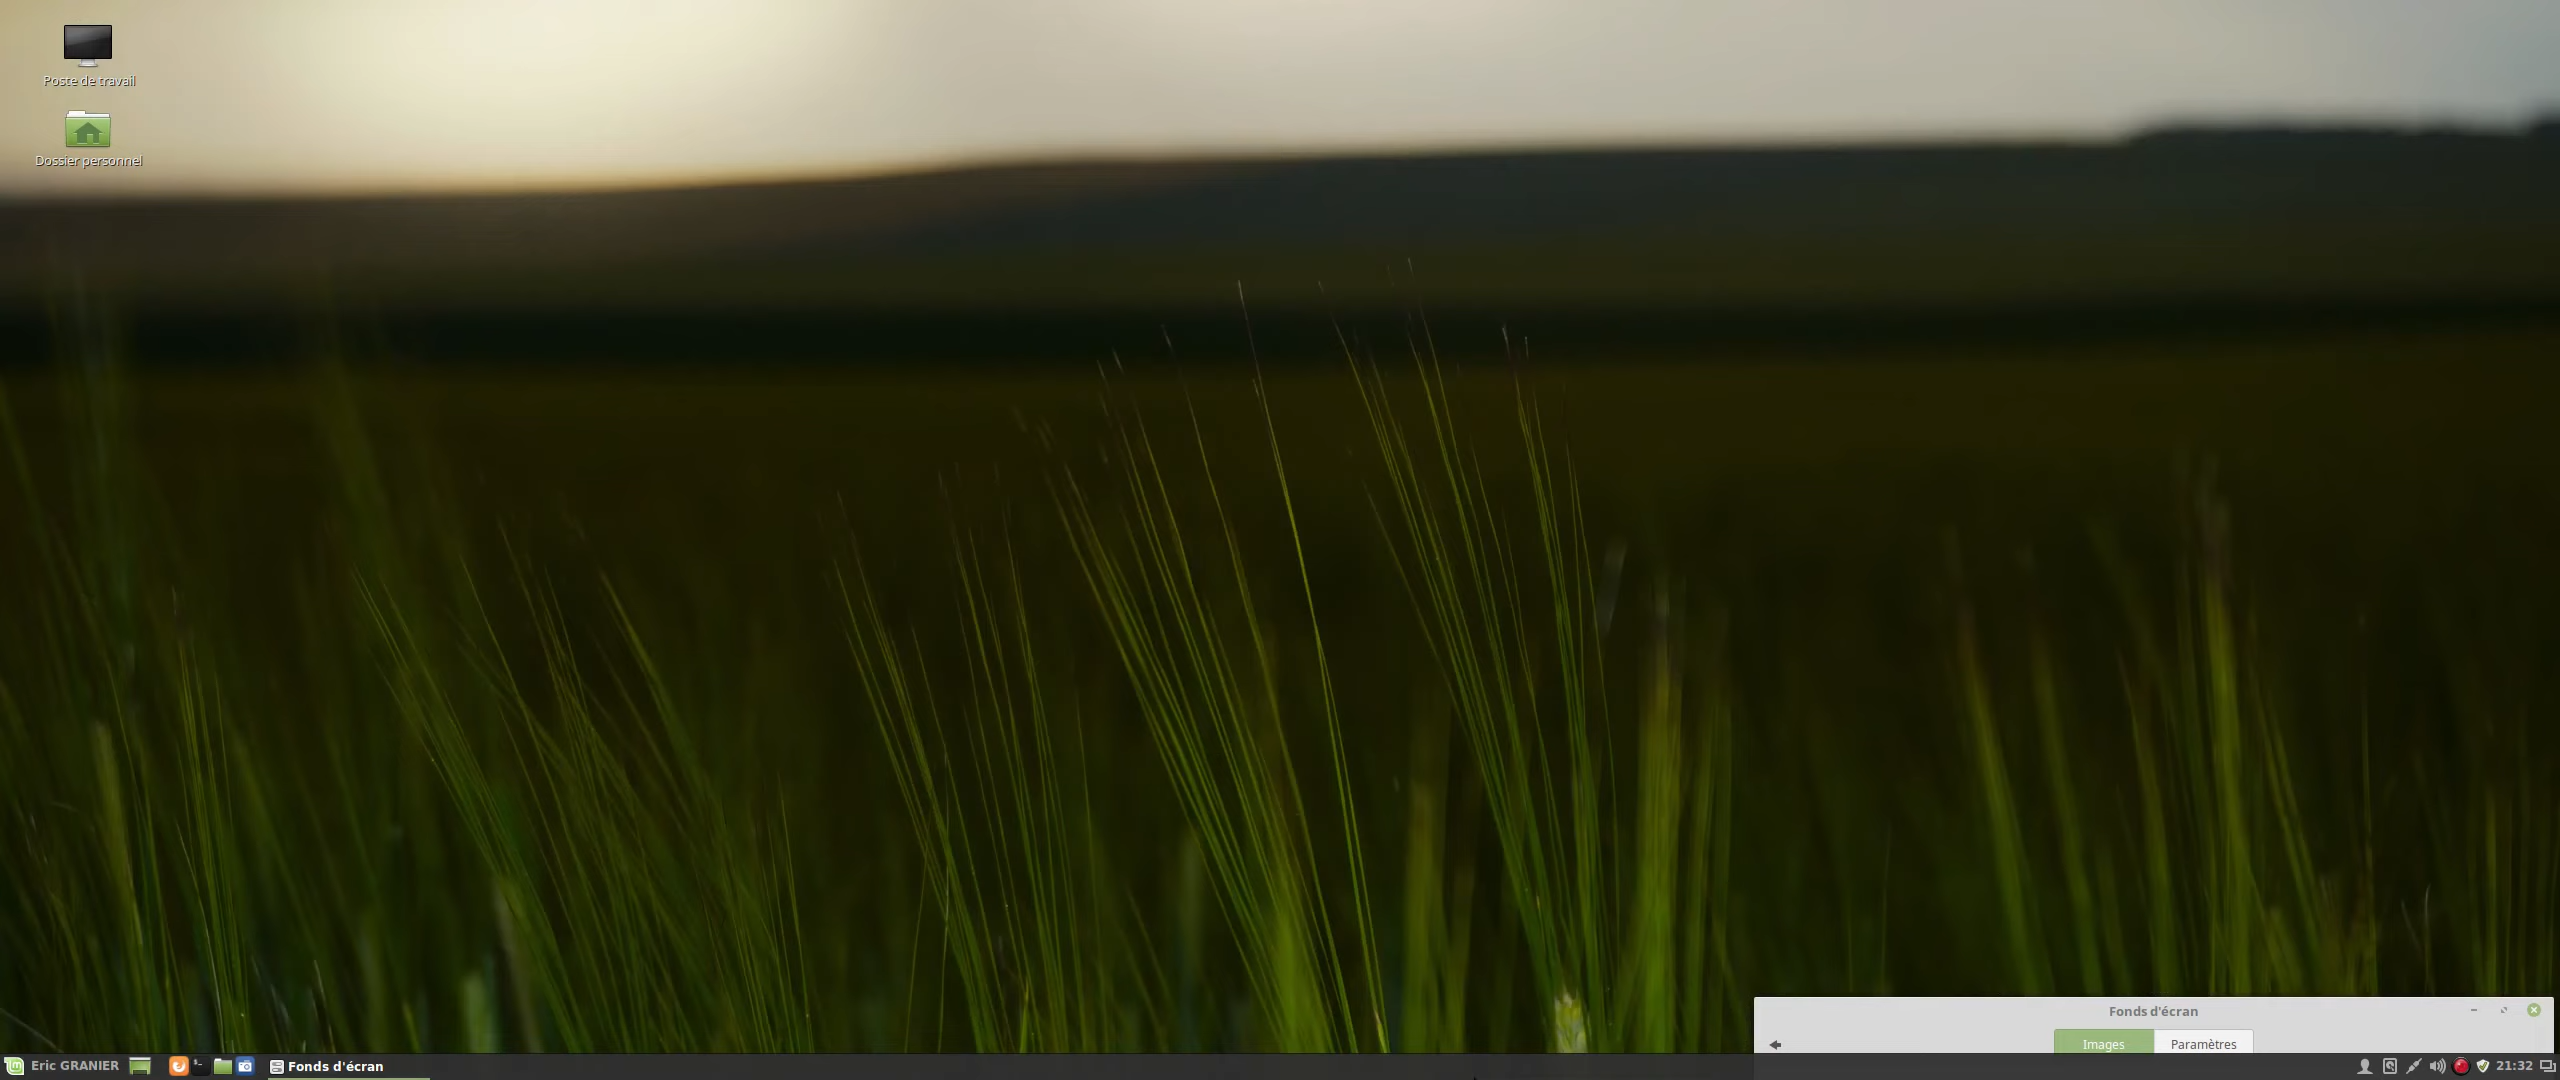 Poste de travail
Dossier personnel
Fonds d'écran
Images
Paramètres
Eric GRANIER
Fonds d'écran
21:32